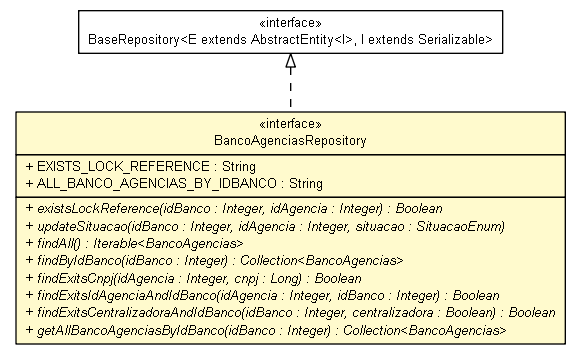 «interface»
BaseRepository<E extends AbstractEntity<I>, I extends Serializable>
«interface»
BancoAgenciasRepository
+ EXISTS_LOCK_REFERENCE : String
+ ALL_BANCO_AGENCIAS_BY_IDBANCO : String
+ existsLockReference(idBanco : Integer, idAgencia : Integer) : Boolean
+ updateSituacao(idBanco : Integer, idAgencia : Integer, situacao : SituacaoEnum)
+ findAll() : Iterable<BancoAgencias>
+ findByIdBanco(idBanco : Integer) : Collection<BancoAgencias>
+ findExitsCnpj(idAgencia : Integer, cnpj : Long) : Boolean
+ findExitsIdAgenciaAndIdBanco(idAgencia : Integer, idBanco : Integer) : Boolean
+ findExitsCentralizadoraAndIdBanco(idBanco : Integer, centralizadora : Boolean) : Boolean
+ getAllBancoAgenciasByIdBanco(idBanco : Integer) : Collection<BancoAgencias>